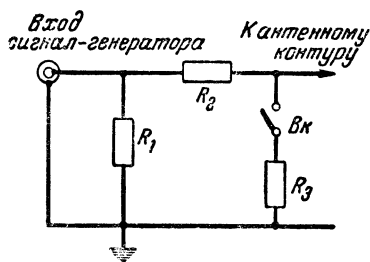 Вход
сигнал-генератора
К антенному
контуру
R2
Вк
R1
R3